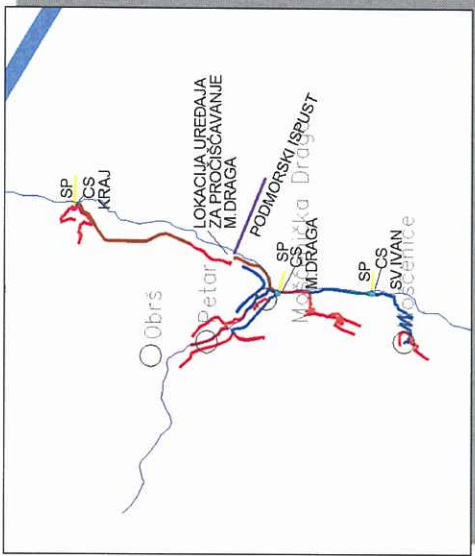 SP
CS
KRAJ
LOKACIJA UREĐAJA
ZA PROČIŠĆAVANJE
M.DRAGA
PODMORSKI ISPUST
Obrš
Petar
SP
CS
M.DRAGA
Mošćenička Draga
SP
CS
SV.IVAN
Mošćenice